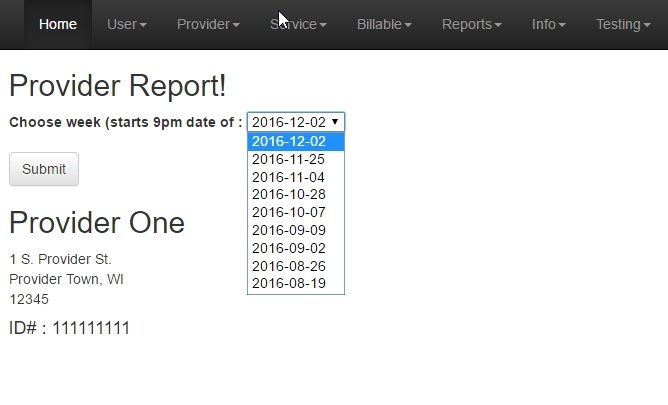 Home User Provider Service Billable Reports Info Testing
Provider Report!
Choose week (starts 9pm date of : 2016-12-02
2016-12-02
2016-11-25
2016-11-04
2016-10-28
2016-10-07
2016-09-09
2016-09-02
2016-08-26
2016-08-19
Submit
Provider One
1 S. Provider St.
Provider Town, WI
12345
ID# : 111111111